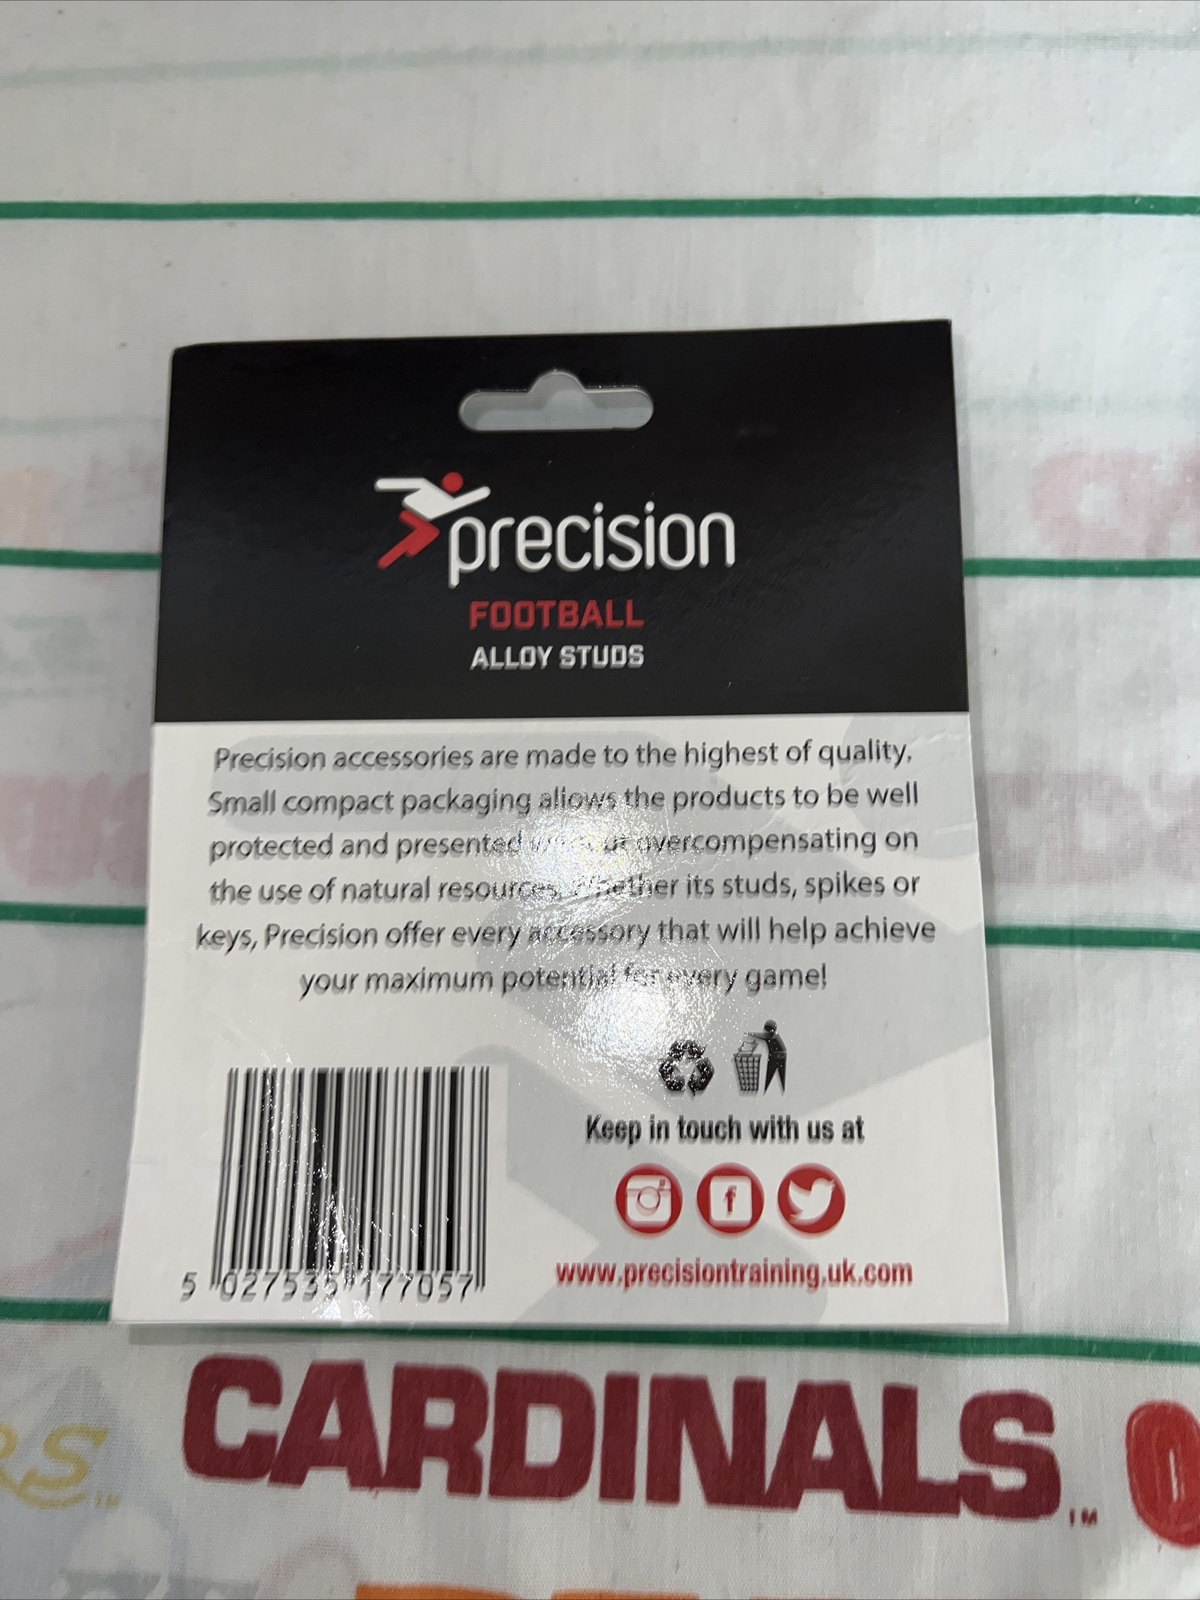 precision
FOOTBALL
ALLOY STUDS
Precision accessories are made to the highest of quality.
Small compact packaging allows the products to be well
protected and presented overcompensating on
the use of natural resources. Whether its studs, spikes or
keys, Precision offer every accessory that will help achieve
your maximum potential for every game!
Keep in touch with us at
www.precisiontraining.uk.com
5 027535 177057
CARDINALS TM